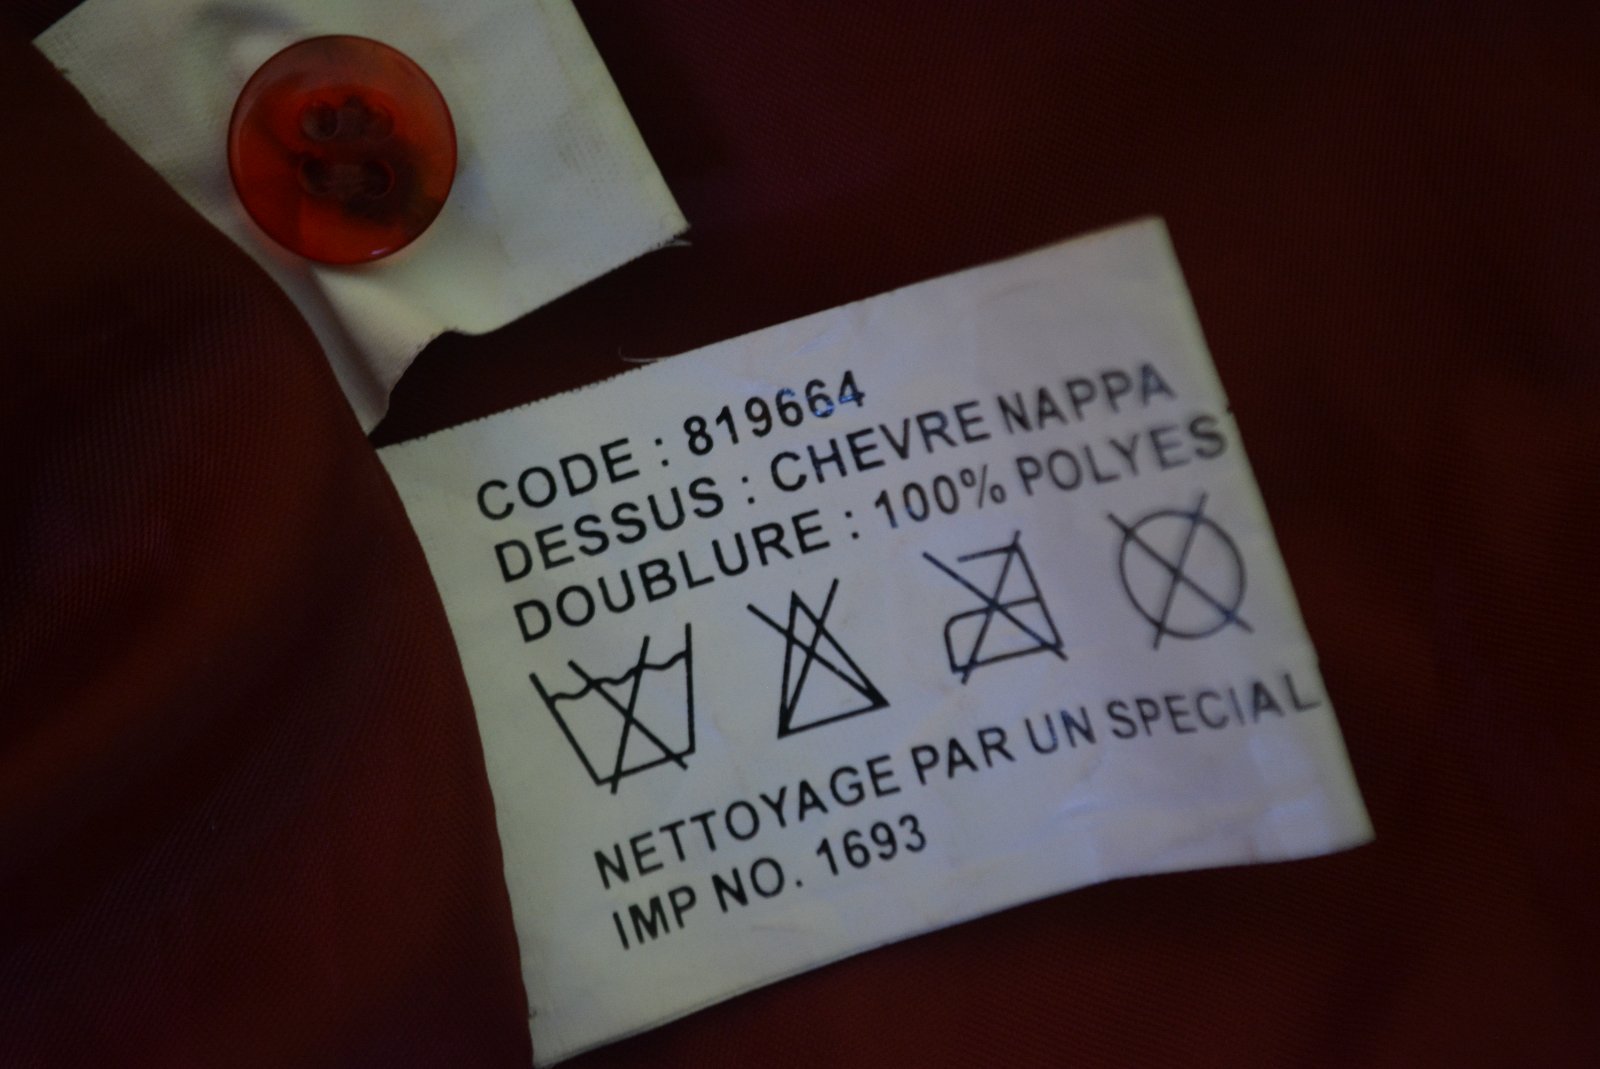 CODE : 819664
DESSUS : CHEVRE NAPPA
DOUBLURE : 100% POLYES
NETTOYAGE PAR UN SPECIAL
IMP NO. 1693